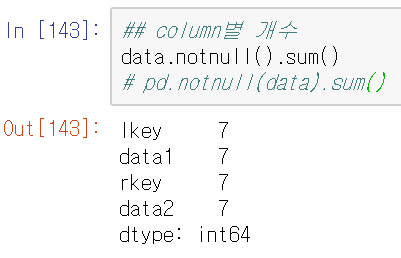 In [143]: ## column별 개수
data.notnull().sum()
# pd.notnull(data).sum()
Out[143]: lkey 7
data1 7
rkey 7
data2 7
dtype: int64